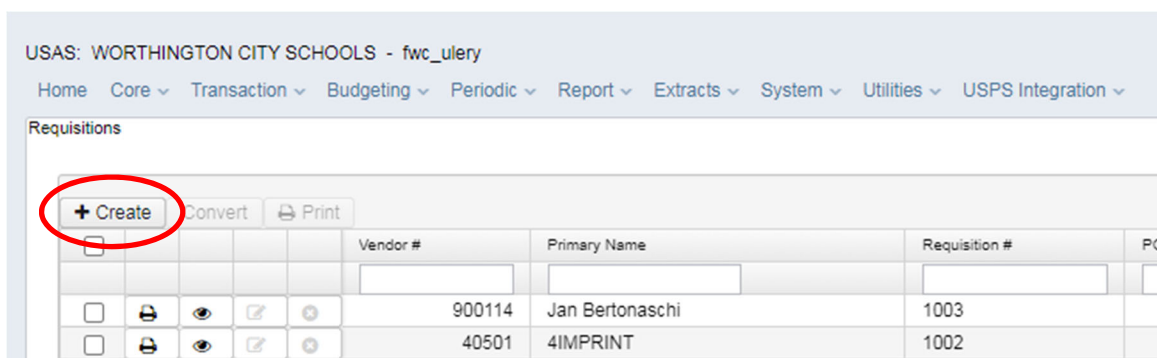 USAS: WORTHINGTON CITY SCHOOLS - fwc_ulery
Home Core Transaction Budgeting Periodic Report Extracts System Utilities USPS Integration
Requisitions
+ Create Convert Print
Vendor # Primary Name Requisition #
900114 Jan Bertonaschi 1003
40501 4IMPRINT 1002